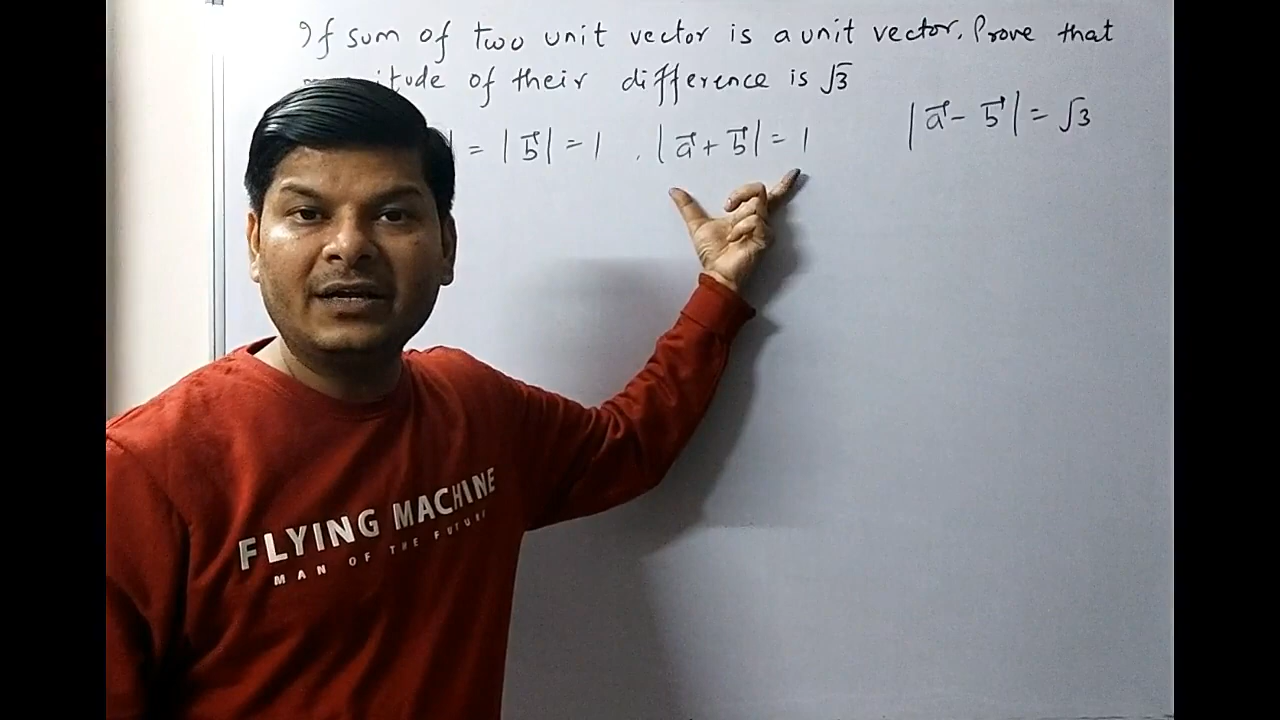 If sum of two unit vector is a unit vector. Prove that
itude of their difference is √3
| = |b⃗| = 1 . |a⃗ + b⃗| = 1
|a⃗ - b⃗| = √3
FLYING MACHINE
MAN OF THE FUTURE